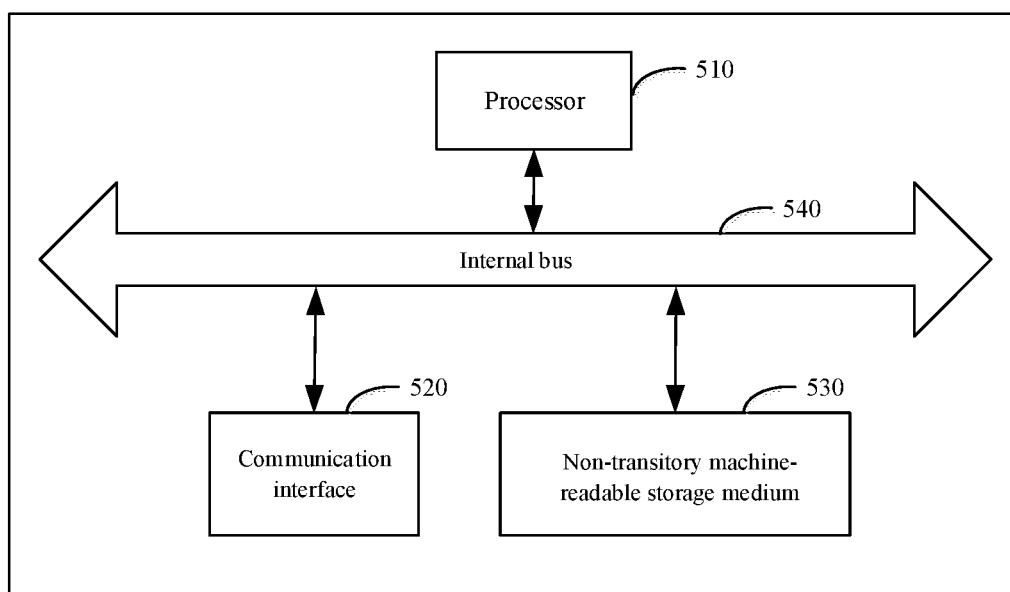 510
Processor
540
Internal bus
520
530
Communication
interface
Non-transitory machine-
readable storage medium